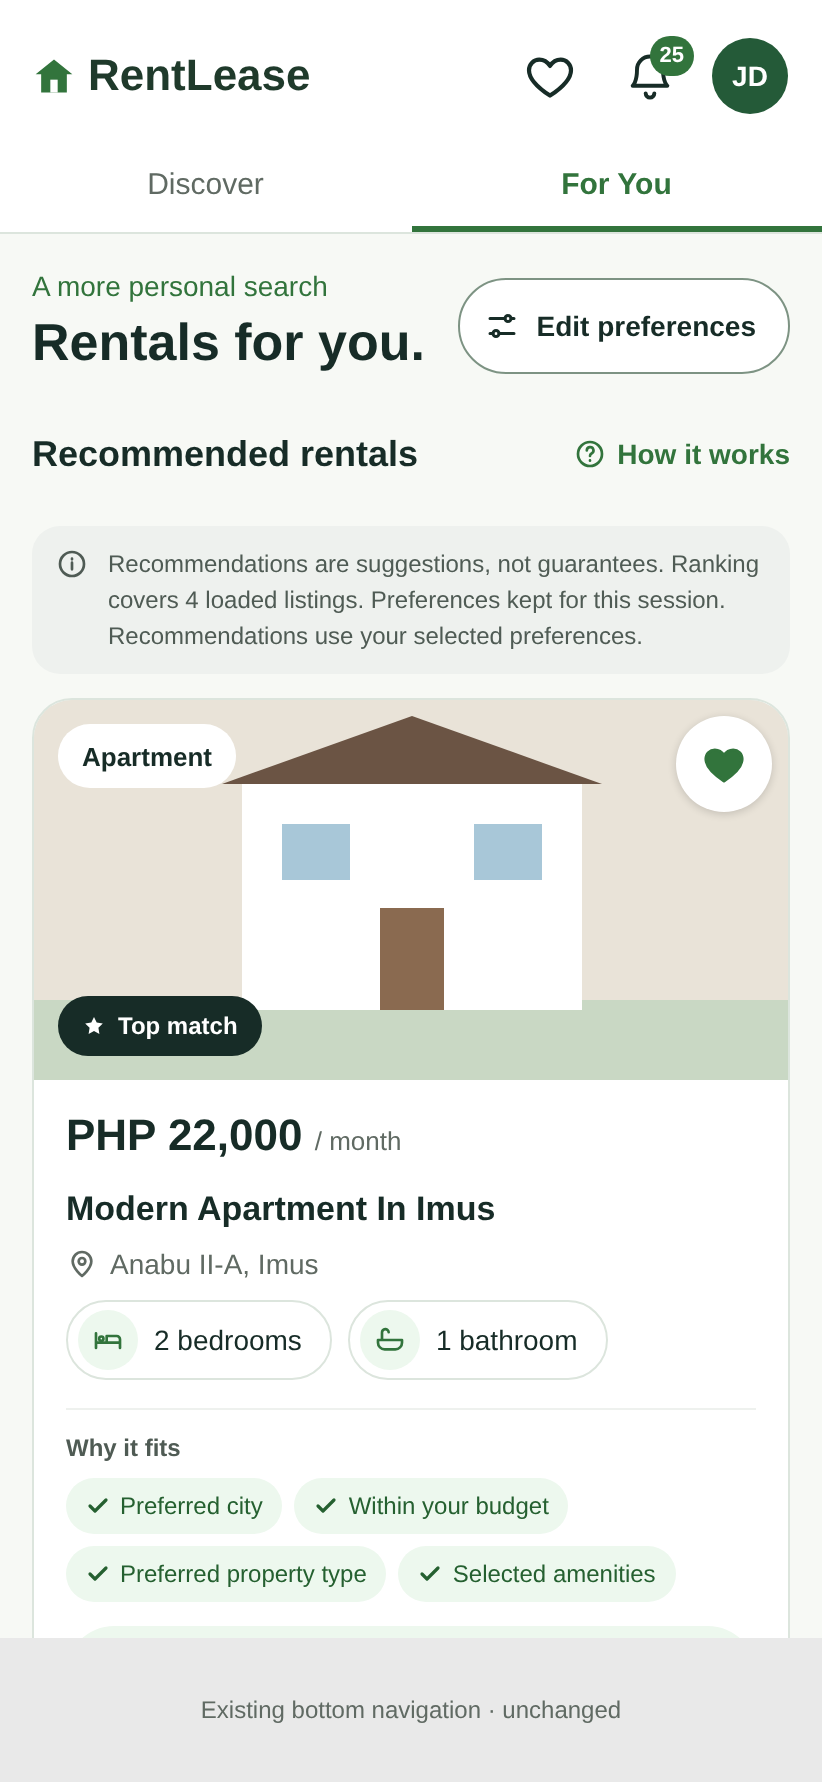 RentLease
25
JD
Discover
For You
A more personal search
Rentals for you.
Edit preferences
Recommended rentals
How it works
Recommendations are suggestions, not guarantees. Ranking
covers 4 loaded listings. Preferences kept for this session.
Recommendations use your selected preferences.
Apartment
Top match
PHP 22,000 / month
Modern Apartment In Imus
Anabu II-A, Imus
2 bedrooms
1 bathroom
Why it fits
Preferred city
Within your budget
Preferred property type
Selected amenities
Existing bottom navigation · unchanged